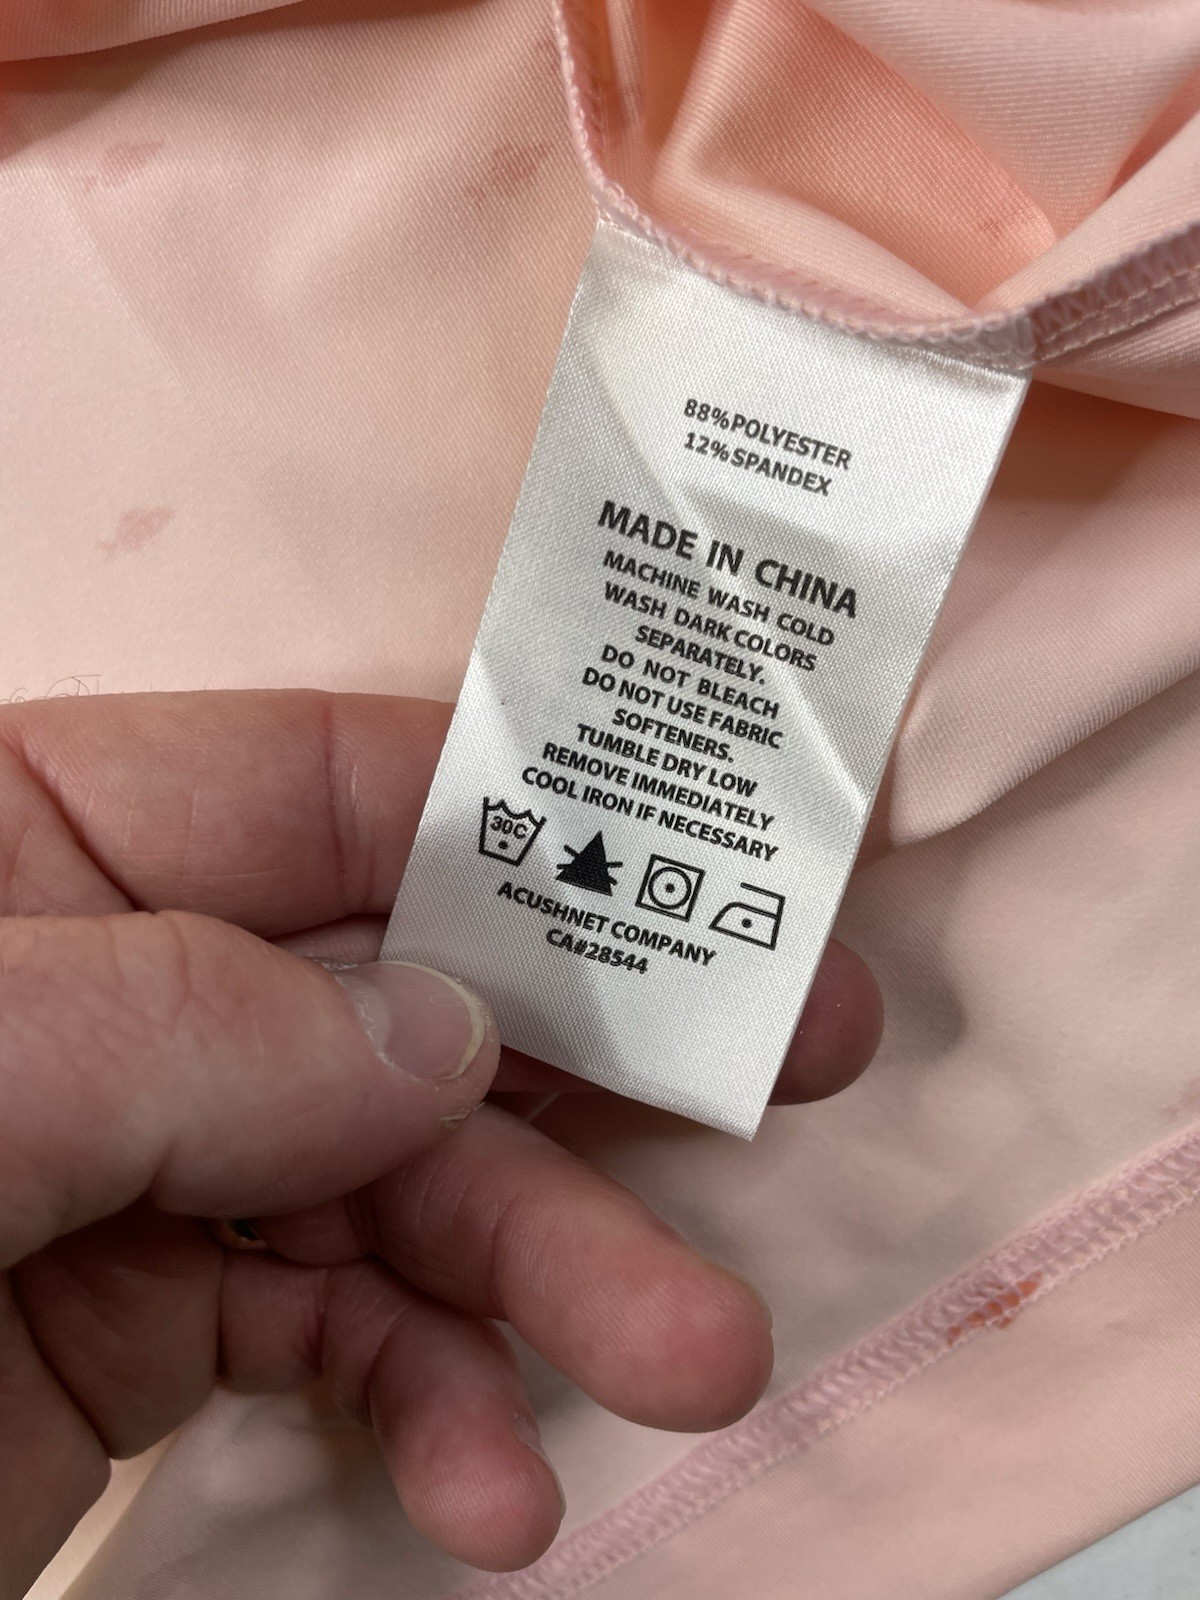 88%POLYESTER
12%SPANDEX
MADE IN CHINA
MACHINE WASH COLD
WASH DARK COLORS
SEPARATELY.
DO NOT BLEACH
DO NOT USE FABRIC
SOFTENERS.
TUMBLE DRY LOW
REMOVE IMMEDIATELY
COOL IRON IF NECESSARY
30C
ACUSHNET COMPANY
CA#28544